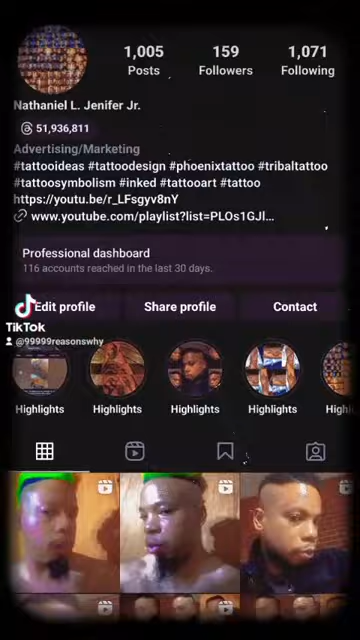 1,005 159 1,071
Posts Followers Following
Nathaniel L. Jenifer Jr.
51,936,811
Advertising/Marketing
#tattooideas #tattoodesign #phoenixtattoo #tribaltattoo
#tattoosymbolism #inked #tattooart #tattoo
https://youtu.be/r_LFsgyv8nY
www.youtube.com/playlist?list=PLOs1GJl...
Professional dashboard
116 accounts reached in the last 30 days.
Edit profile Share profile Contact
TikTok
@99999reasonswhy
Highlights Highlights Highlights Highlights Highli